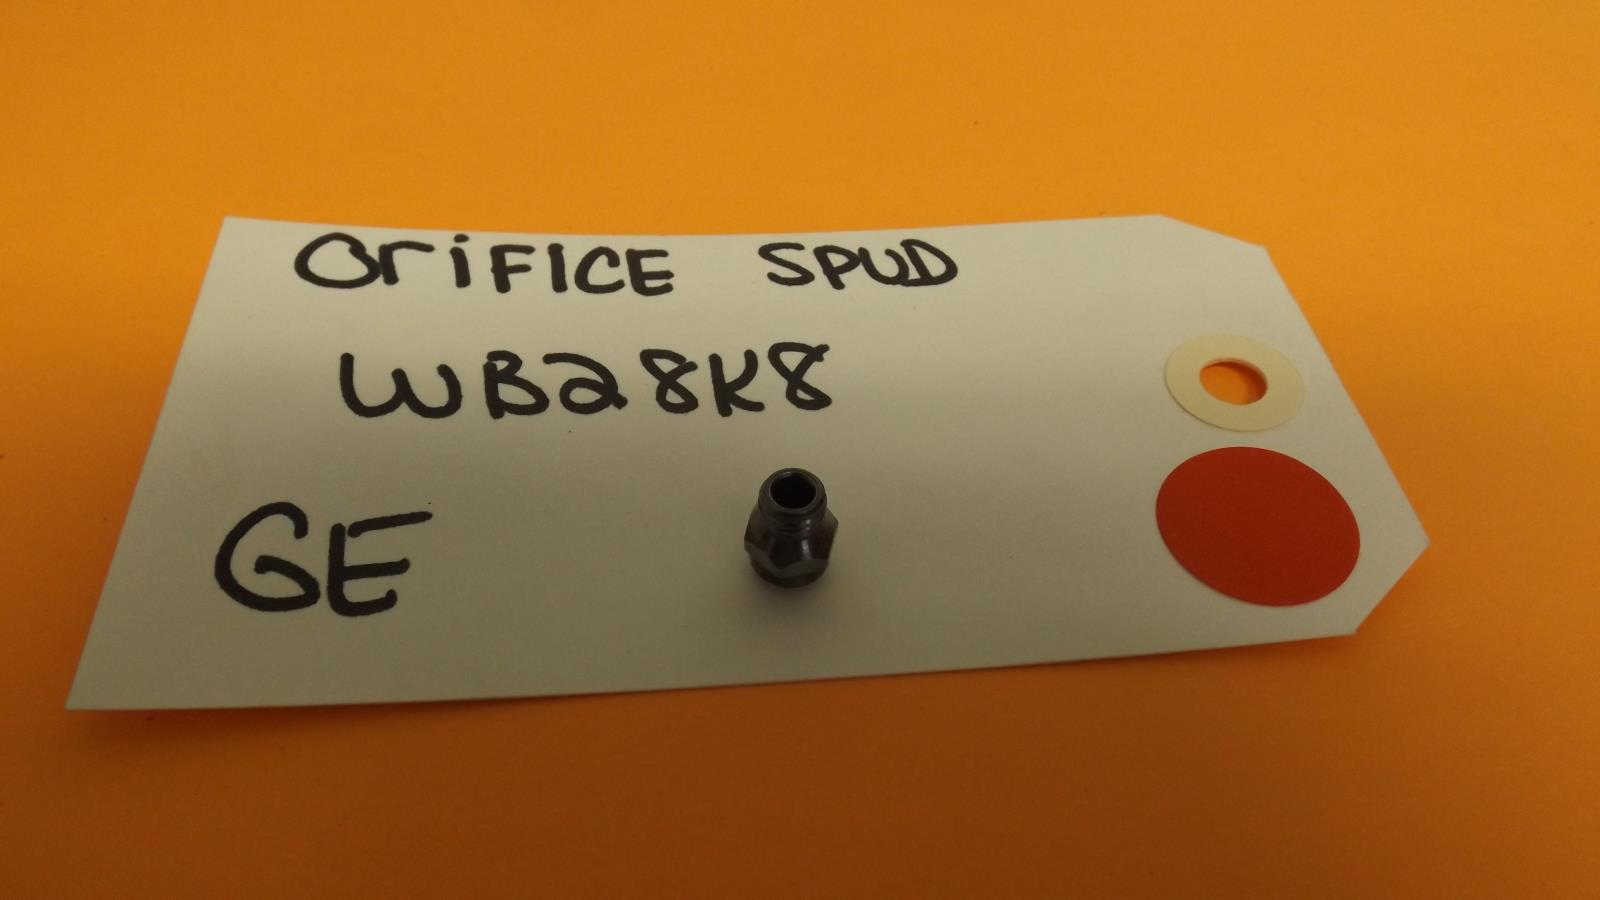 OriFICE SPUD
WB28K8
GE